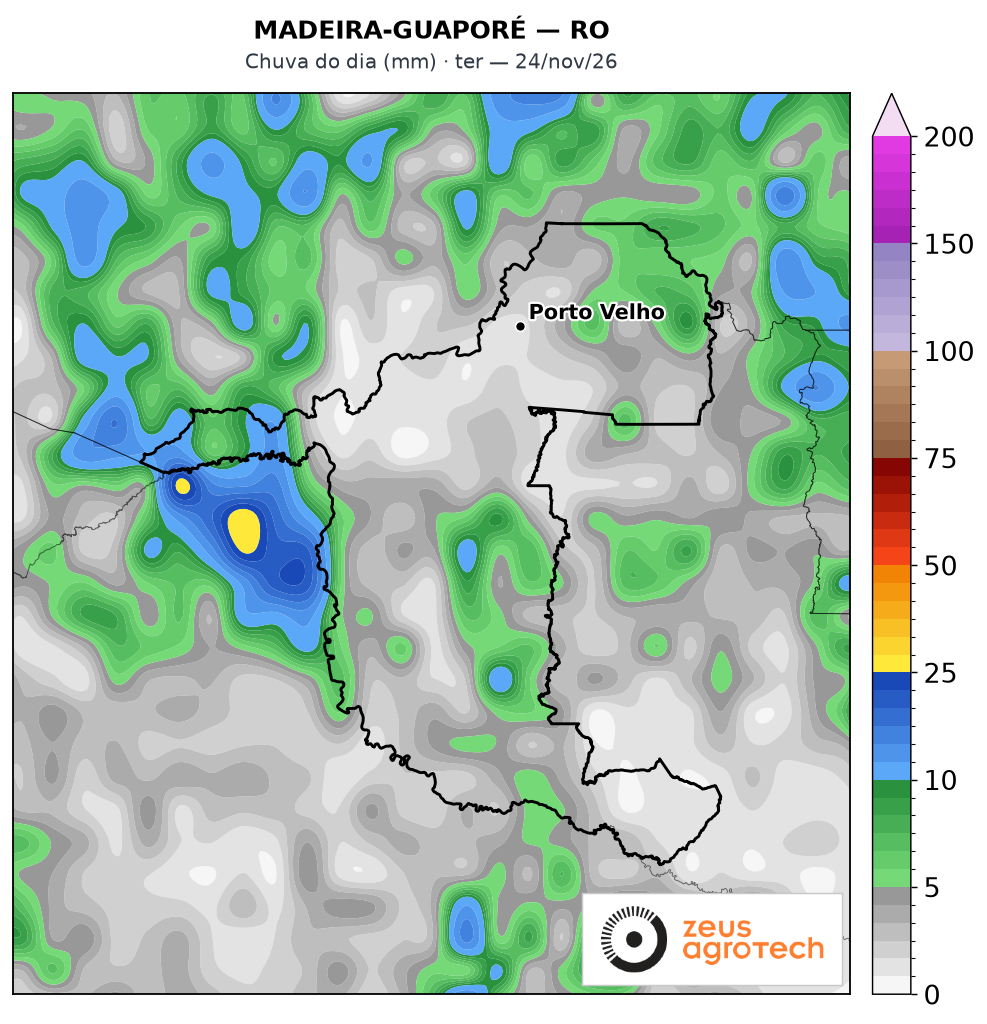 MADEIRA-GUAPORÉ — RO
Chuva do dia (mm) · ter — 24/nov/26
200
150
100
75
50
25
10
5
0
Porto Velho
zeus
agrotech